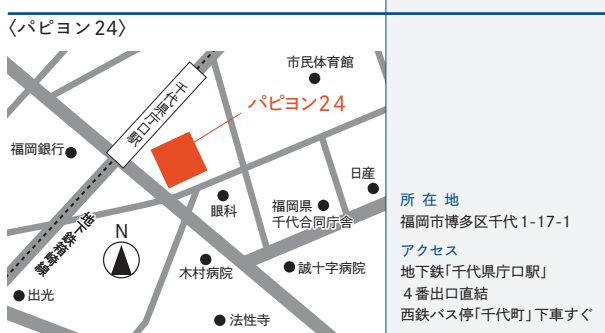 〈パピヨン24〉
市民体育館
千代県庁口駅
パピヨン24
福岡銀行
日産
眼科
福岡県
千代合同庁舎
地下鉄箱崎線
N
木村病院
誠十字病院
出光
法性寺
所在地
福岡市博多区千代1-17-1
アクセス
地下鉄「千代県庁口駅」
4番出口直結
西鉄バス停「千代町」下車すぐ